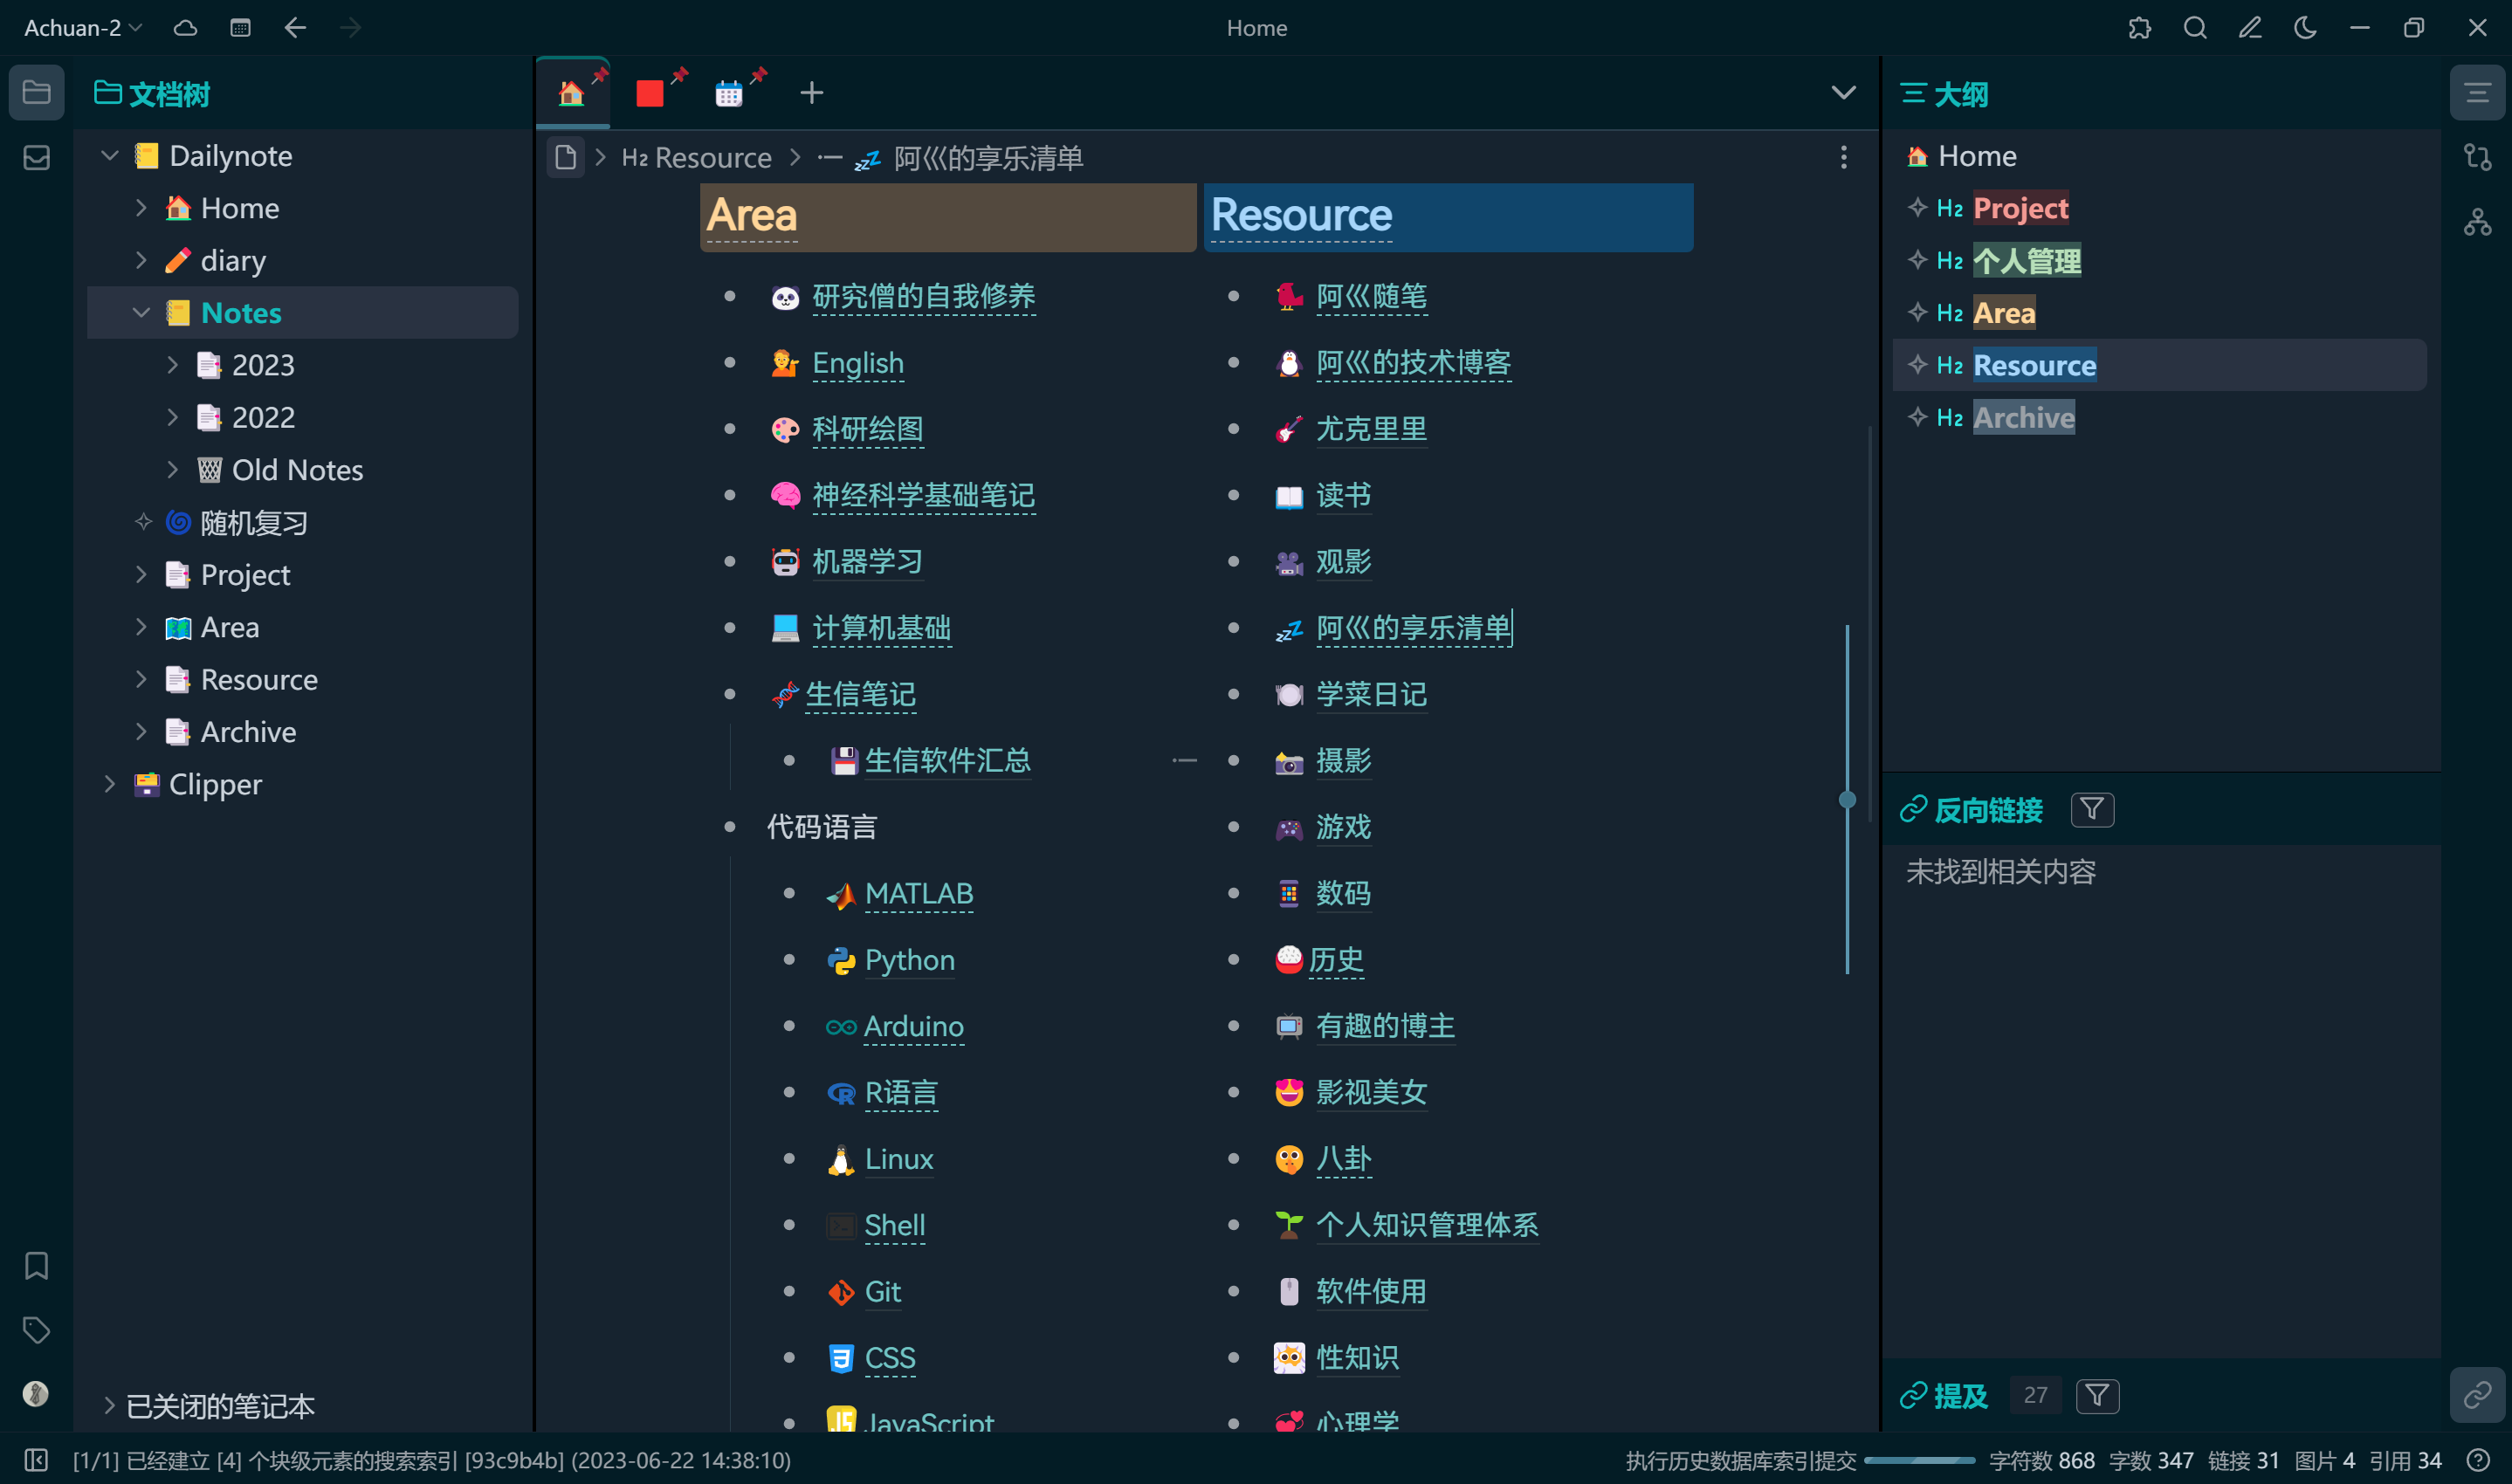 Achuan-2
Home
文档树
Dailynote
Home
diary
Notes
2023
2022
Old Notes
随机复习
Project
Area
Resource
Archive
Clipper
已关闭的笔记本
H2 Resource
阿巛的享乐清单
Area
研究僧的自我修养
English
科研绘图
神经科学基础笔记
机器学习
计算机基础
生信笔记
生信软件汇总
代码语言
MATLAB
Python
Arduino
R语言
Linux
Shell
Git
CSS
JavaScript
Resource
阿巛随笔
阿巛的技术博客
尤克里里
读书
观影
阿巛的享乐清单
学菜日记
摄影
游戏
数码
历史
有趣的博主
影视美女
八卦
个人知识管理体系
软件使用
性知识
心理学
大纲
Home
H2 Project
H2 个人管理
H2 Area
H2 Resource
H2 Archive
反向链接
未找到相关内容
提及 27
[1/1] 已经建立 [4] 个块级元素的搜索索引 [93c9b4b] (2023-06-22 14:38:10)
执行历史数据库索引提交
字符数 868 字数 347 链接 31 图片 4 引用 34